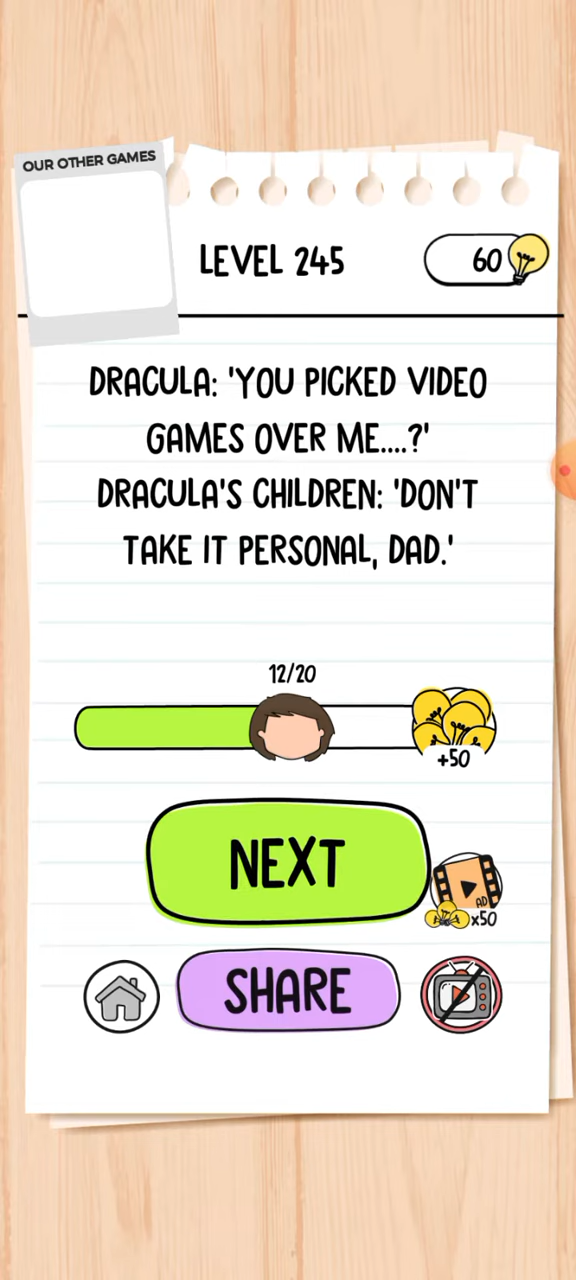 OUR OTHER GAMES
LEVEL 245
60
DRACULA: 'YOU PICKED VIDEO
GAMES OVER ME....?'
DRACULA'S CHILDREN: 'DON'T
TAKE IT PERSONAL, DAD.'
12/20
+50
NEXT
AD
x50
SHARE